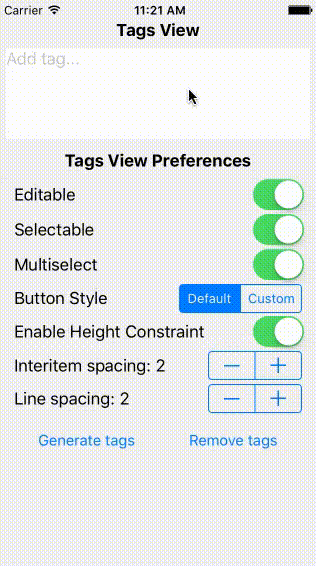 Carrier 11:21 AM
Tags View
Add tag...
Tags View Preferences
Editable
Selectable
Multiselect
Button Style Default Custom
Enable Height Constraint
Interitem spacing: 2 — +
Line spacing: 2 — +
Generate tags Remove tags